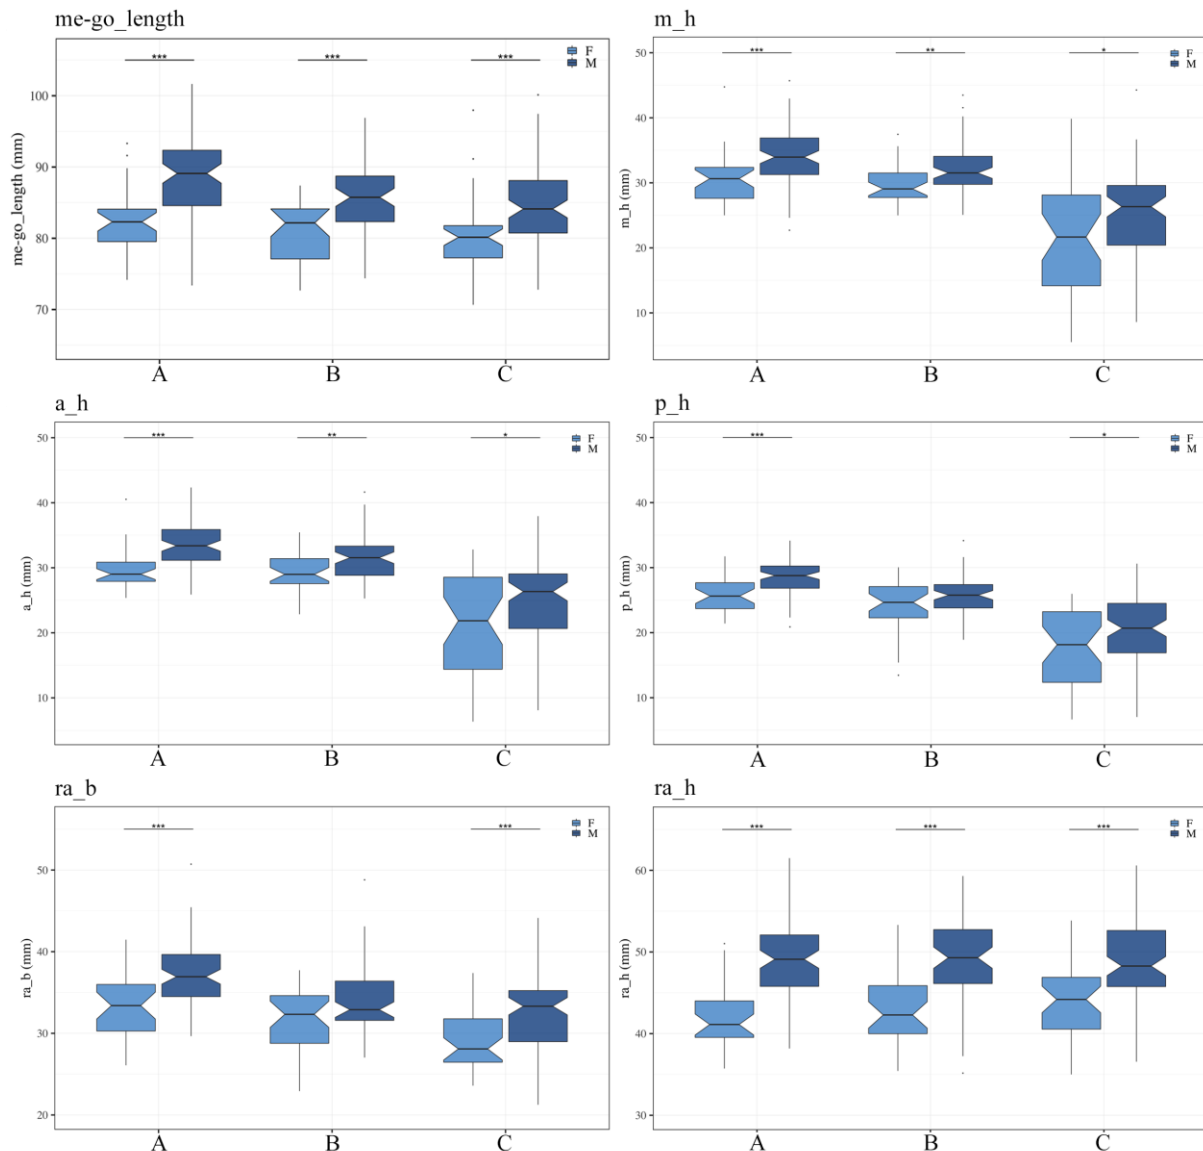 me-go_length
*** *** ***
F
M
100
90
80
70
me-go_length (mm)
A B C
m_h
*** ** *
F
M
50
40
30
20
10
m_h (mm)
A B C
a_h
*** ** *
F
M
50
40
30
20
10
a_h (mm)
A B C
p_h
*** *
F
M
50
40
30
20
10
p_h (mm)
A B C
ra_b
*** ***
F
M
50
40
30
20
ra_b (mm)
A B C
ra_h
*** *** ***
F
M
60
50
40
30
ra_h (mm)
A B C